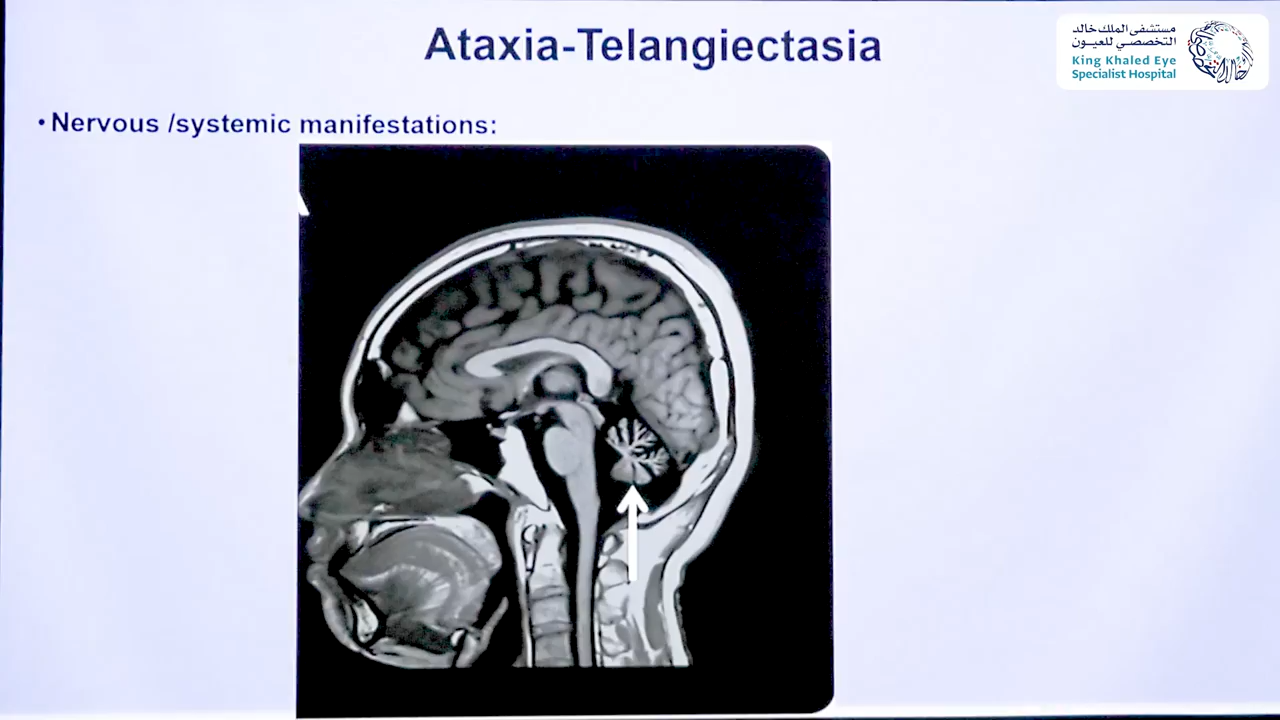 Ataxia-Telangiectasia
مستشفى الملك خالد
التخصصي للعيون
King Khaled Eye
Specialist Hospital
• Nervous /systemic manifestations: